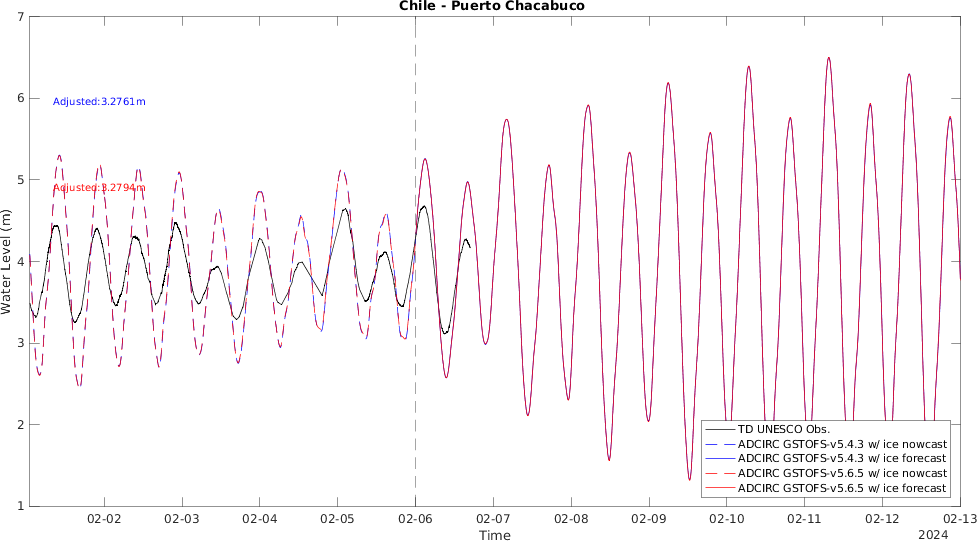 Chile - Puerto Chacabuco
7
6
5
4
3
2
1
Water Level (m)
Adjusted:3.2761m
Adjusted:3.2794m
TD UNESCO Obs.
ADCIRC GSTOFS-v5.4.3 w/ ice nowcast
ADCIRC GSTOFS-v5.4.3 w/ ice forecast
ADCIRC GSTOFS-v5.6.5 w/ ice nowcast
ADCIRC GSTOFS-v5.6.5 w/ ice forecast
02-02 02-03 02-04 02-05 02-06 02-07 02-08 02-09 02-10 02-11 02-12 02-13
Time
2024